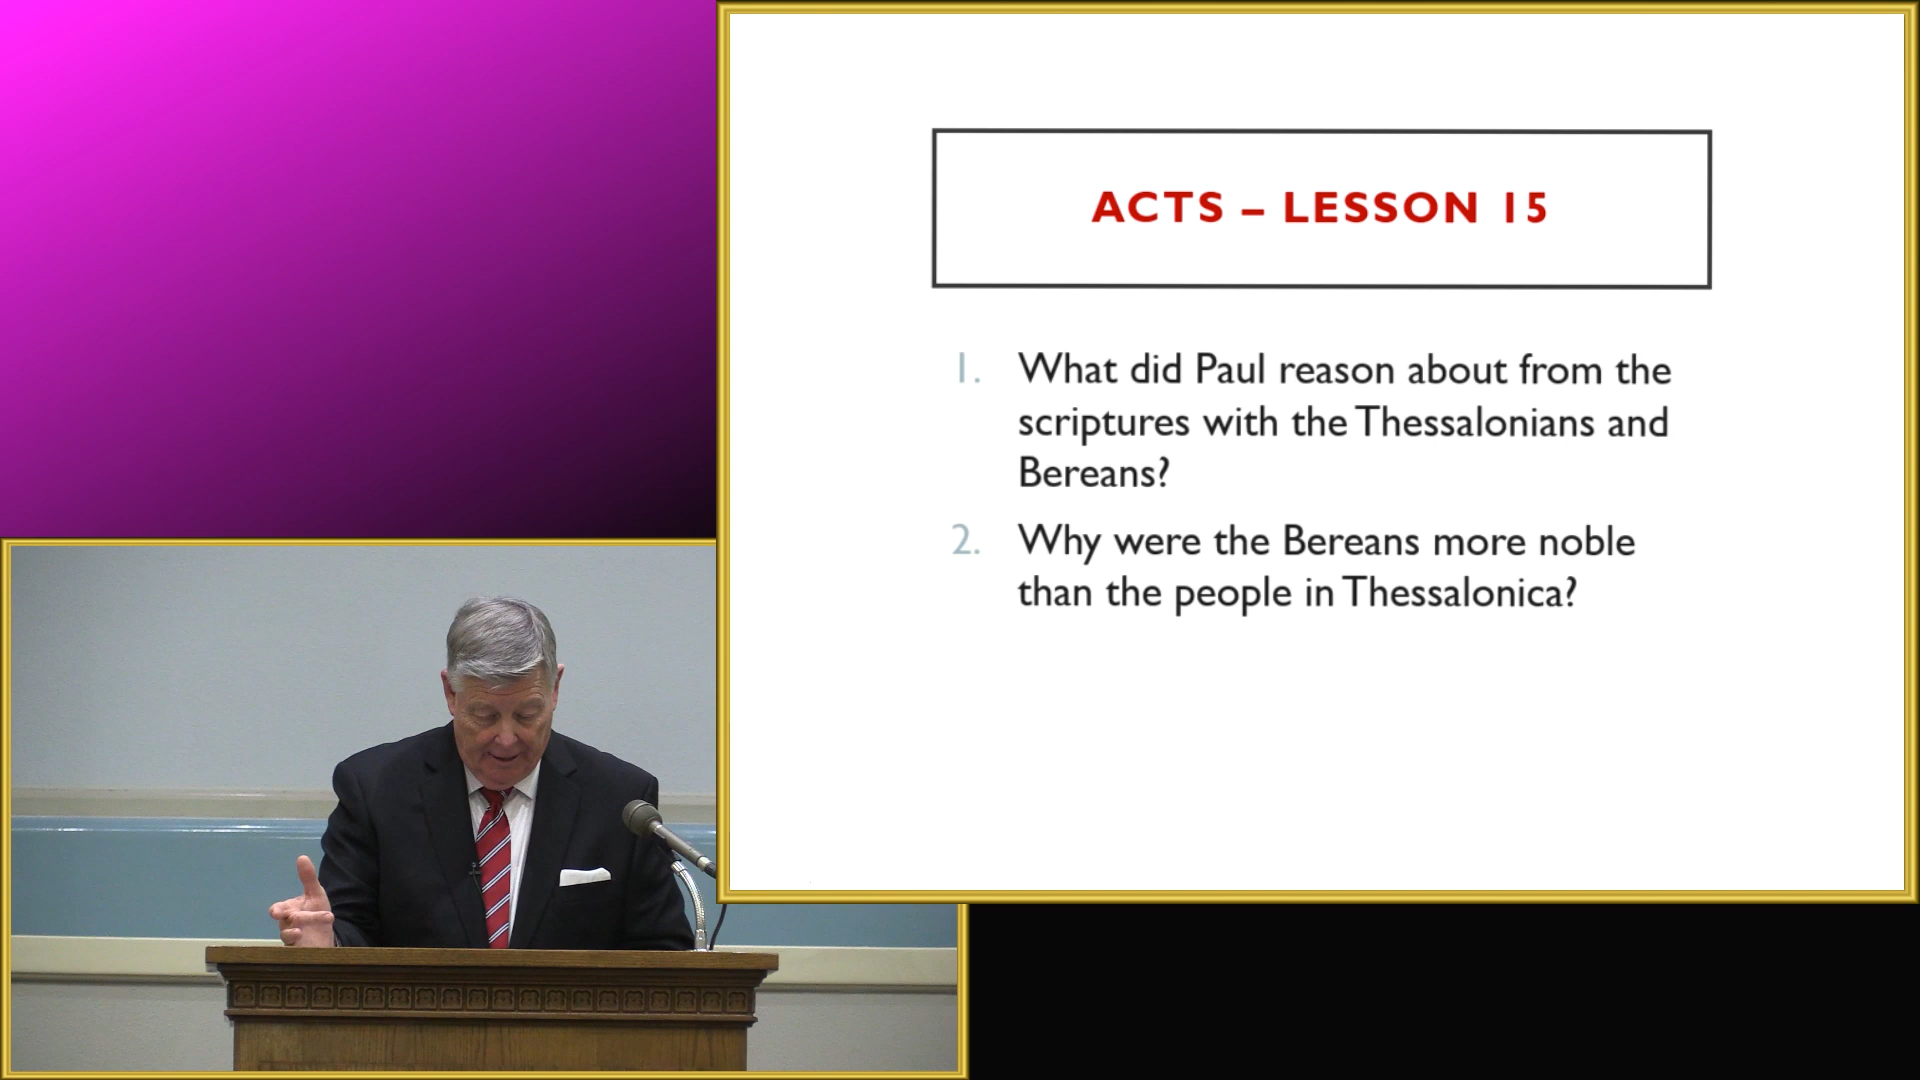 ACTS – LESSON 15
1. What did Paul reason about from the
scriptures with the Thessalonians and
Bereans?
2. Why were the Bereans more noble
than the people in Thessalonica?